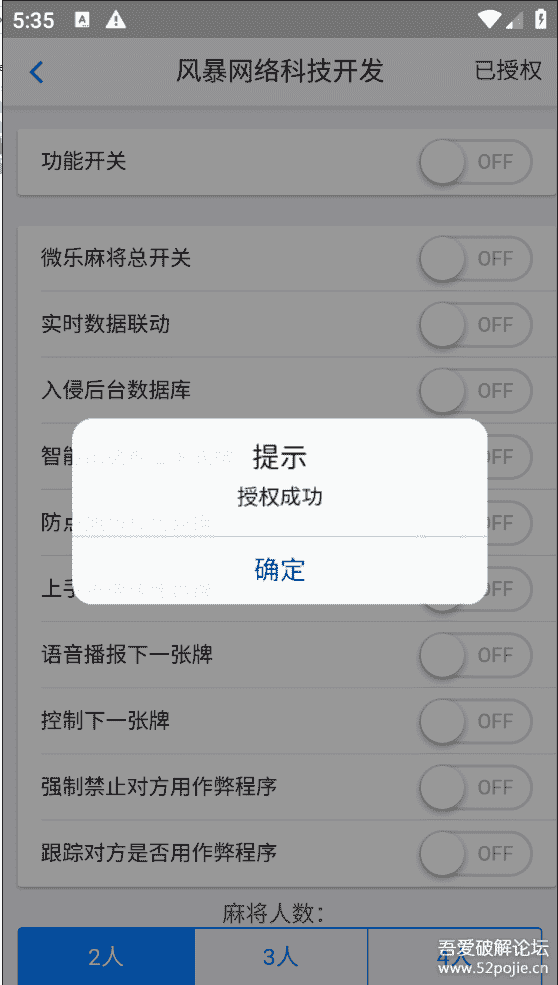 5:35
风暴网络科技开发
已授权
功能开关
OFF
微乐麻将总开关
OFF
实时数据联动
OFF
入侵后台数据库
OFF
智能
OFF
提示
授权成功
防点
OFF
确定
上手
OFF
语音播报下一张牌
OFF
控制下一张牌
OFF
强制禁止对方用作弊程序
OFF
跟踪对方是否用作弊程序
OFF
麻将人数:
2人
3人
4人
吾爱破解论坛
www.52pojie.cn